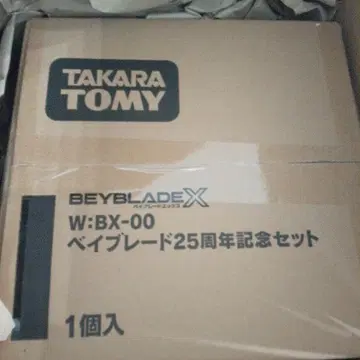 TAKARA
TOMY
BEYBLADE X
ベイブレードエックス
W:BX-00
ベイブレード25周年記念セット
1個入